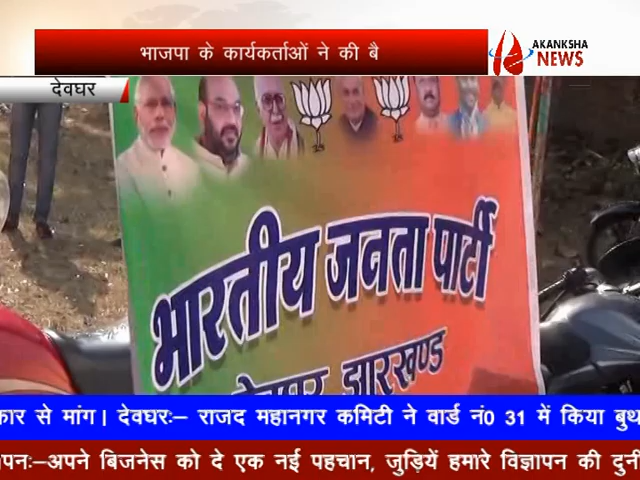 भाजपा के कार्यकर्ताओं ने की बै
AKANKSHA
NEWS
देवघर
भारतीय जनता पार्टी
देवघर, झारखण्ड
कार से मांग। देवघरः– राजद महानगर कमिटी ने वार्ड नं0 31 में किया बुथ
पनः–अपने बिजनेस को दे एक नई पहचान, जुड़ियें हमारे विज्ञापन की दुनी